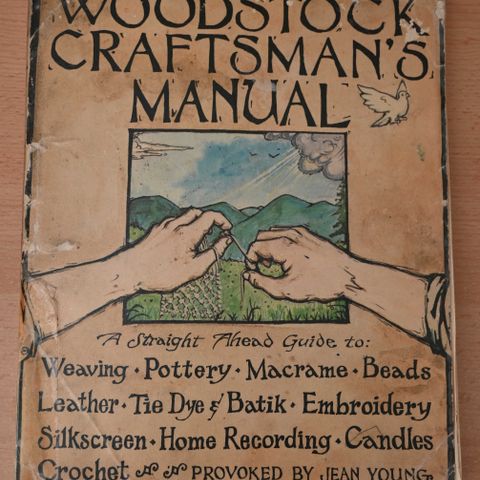 WOODSTOCK
CRAFTSMAN'S
MANUAL
A Straight Ahead Guide to:
Weaving · Pottery · Macrame · Beads
Leather · Tie Dye & Batik · Embroidery
Silkscreen · Home Recording · Candles
Crochet PROVOKED BY JEAN YOUNG